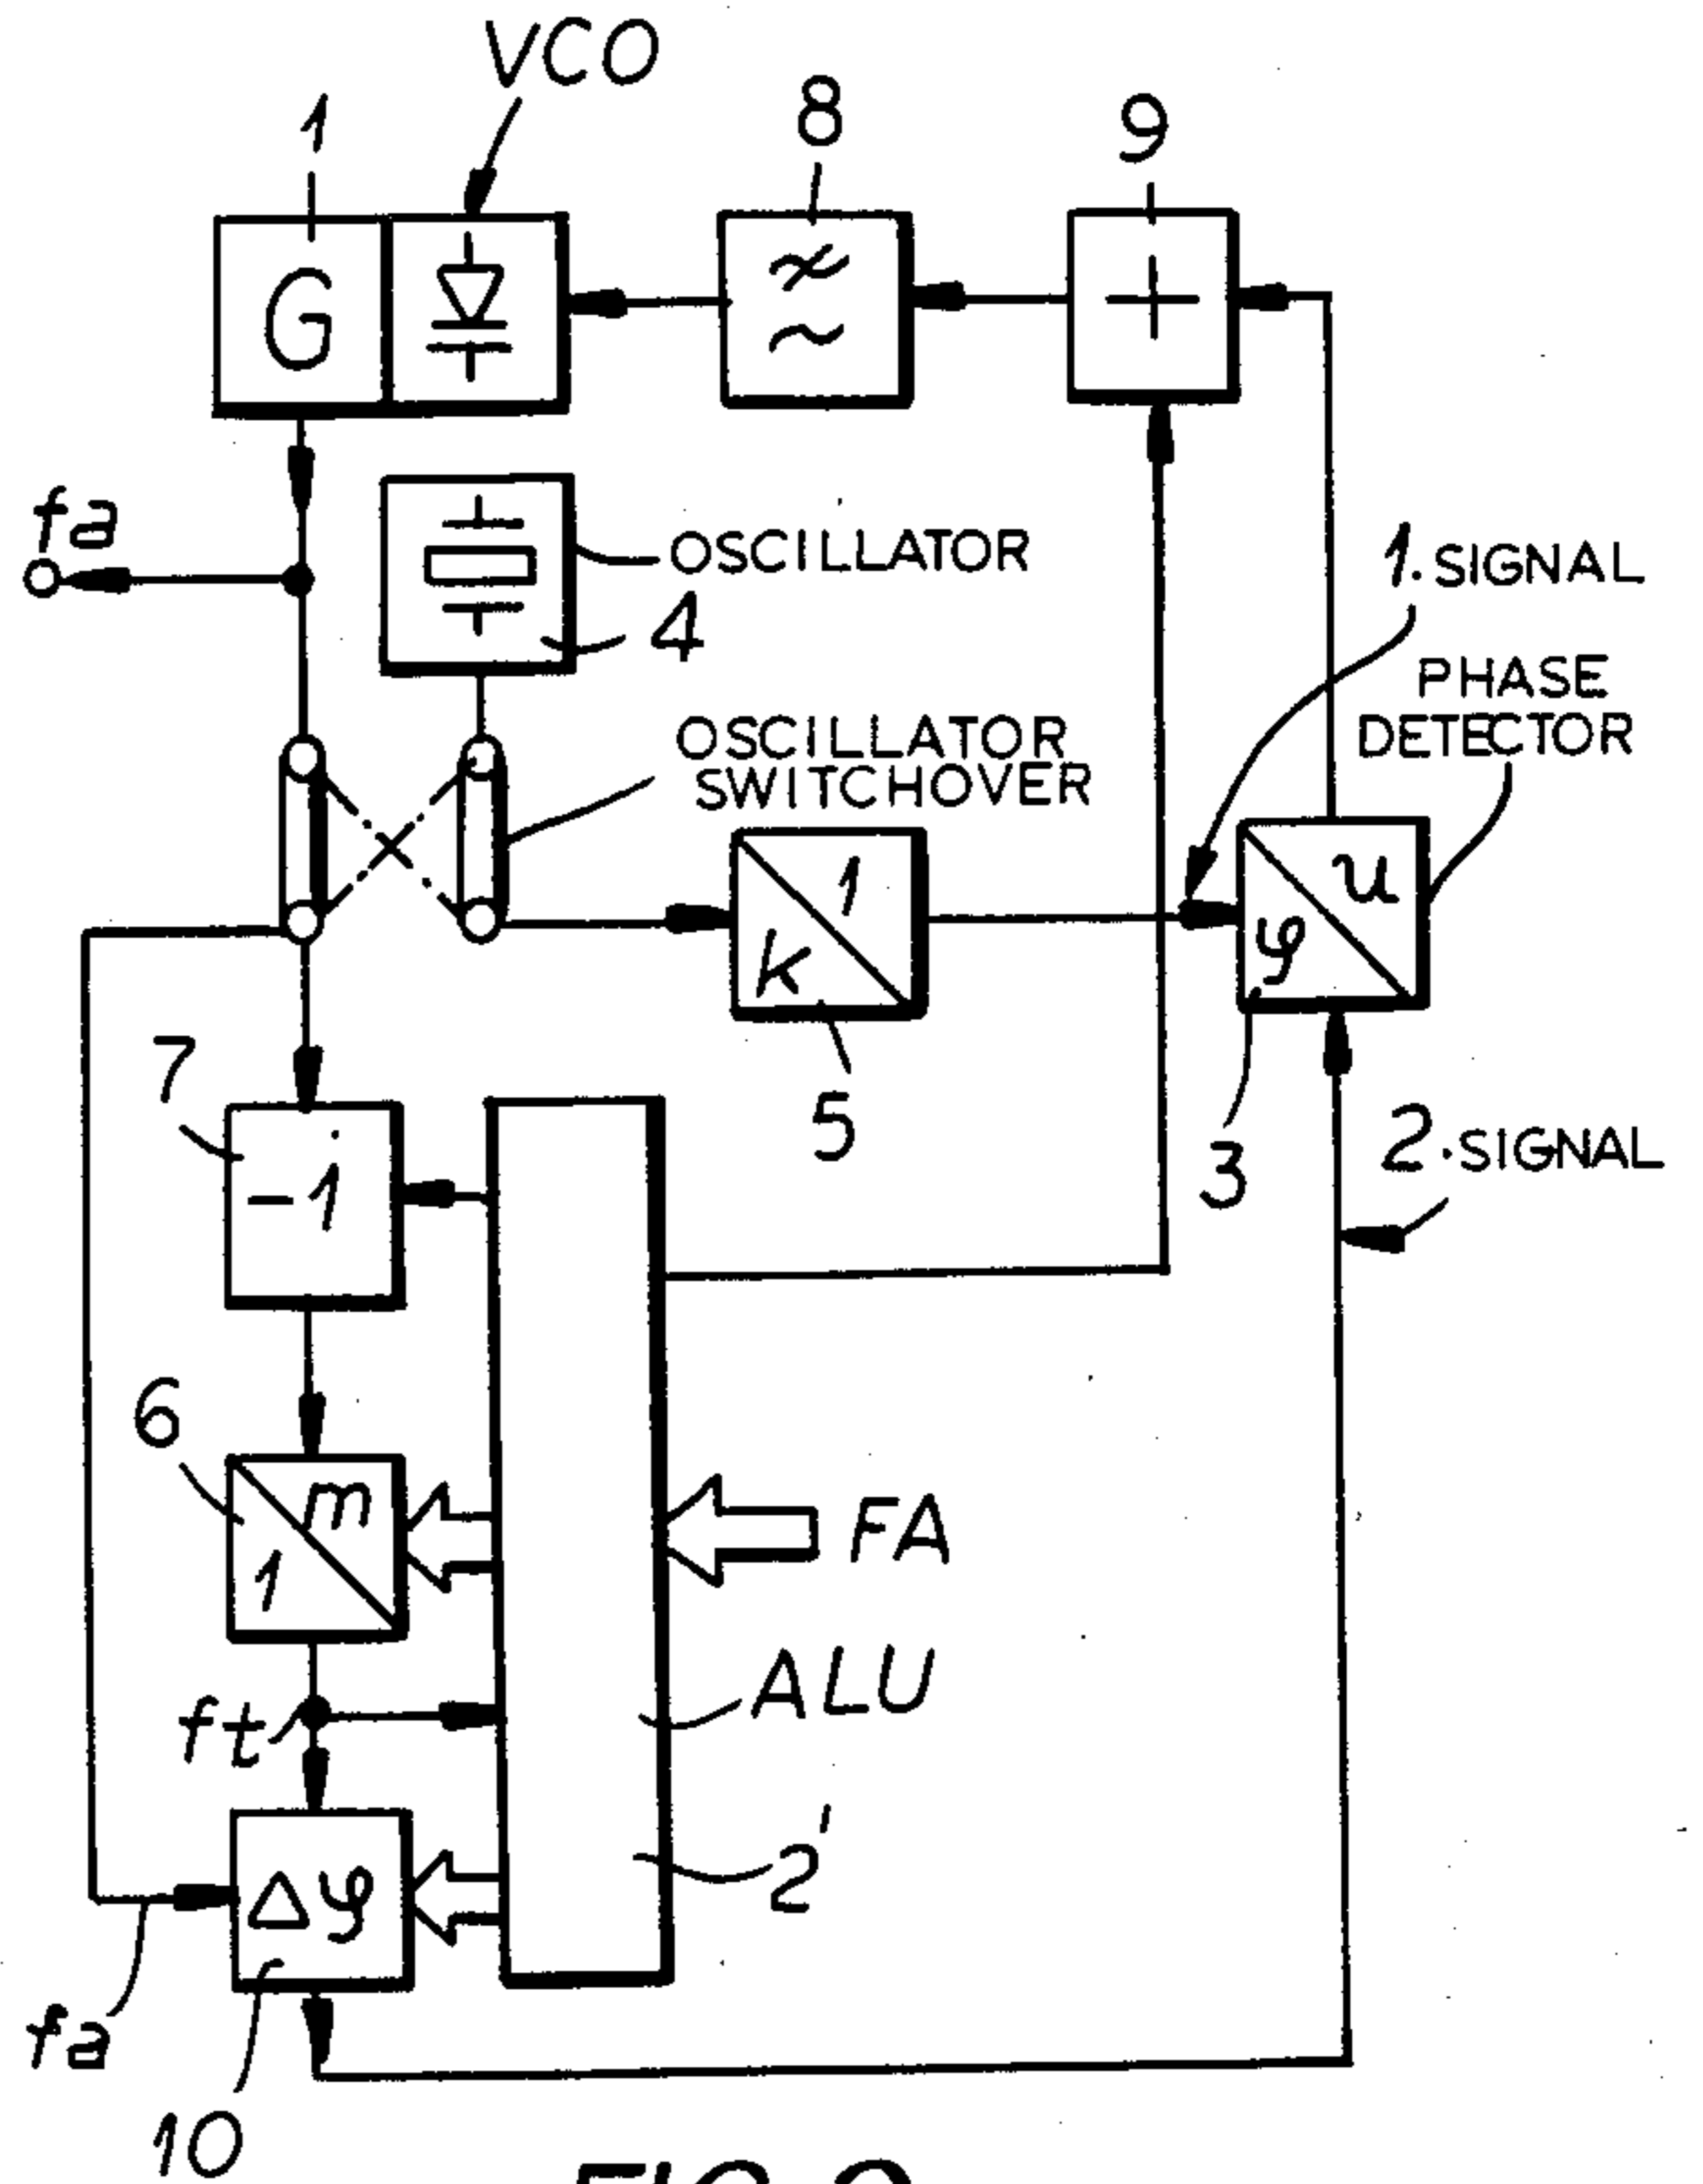 VCO
1
8
9
G
+
fa
OSCILLATOR
4
1. SIGNAL
PHASE
DETECTOR
OSCILLATOR
SWITCHOVER
1
k
u
φ
7
5
3
2. SIGNAL
-1
6
m
1
FA
ALU
ft
2'
Δφ
fa
10